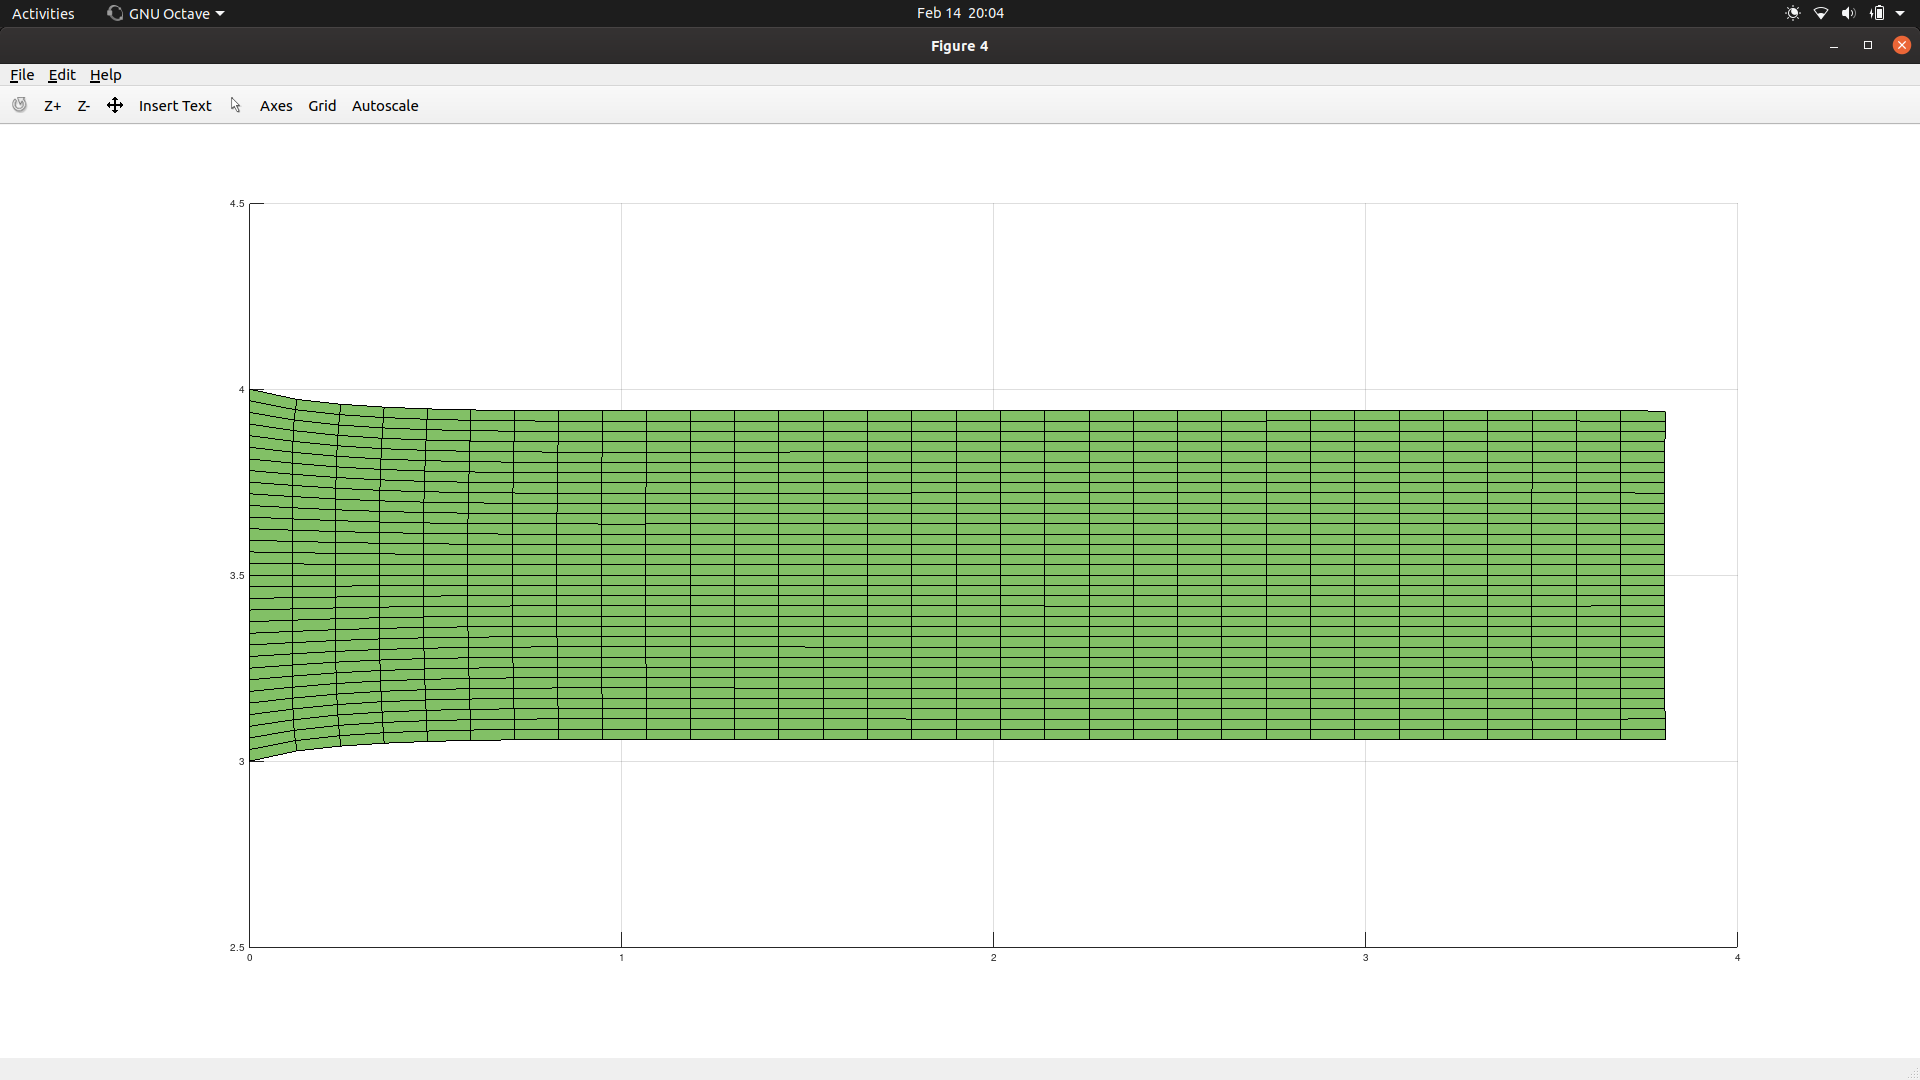 Activities GNU Octave Feb 14 20:04
Figure 4
File Edit Help
Z+ Z- Insert Text Axes Grid Autoscale
4.5
4
3.5
3
2.5
0 1 2 3 4